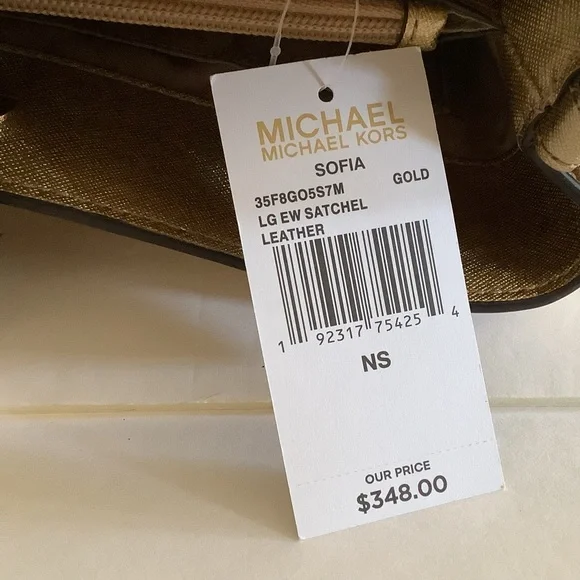 MICHAEL
MICHAEL KORS
SOFIA
35F8GO5S7M GOLD
LG EW SATCHEL
LEATHER
1 92317 75425 4
NS
OUR PRICE
$348.00